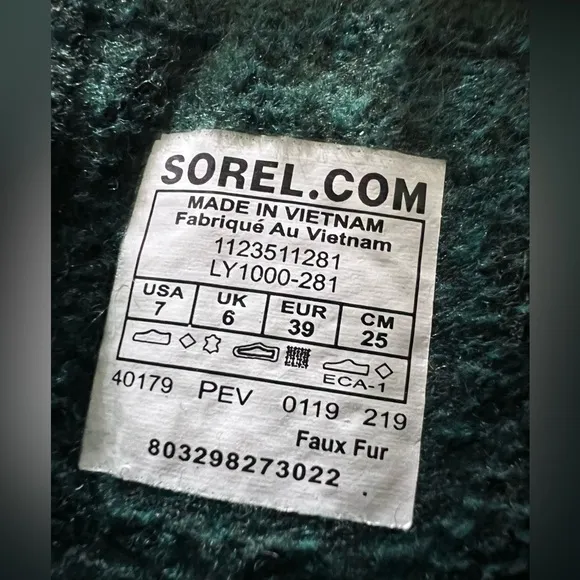 SOREL.COM
MADE IN VIETNAM
Fabriqué Au Vietnam
1123511281
LY1000-281
USA UK EUR CM
7 6 39 25
ECA-1
40179 PEV 0119 219
Faux Fur
803298273022